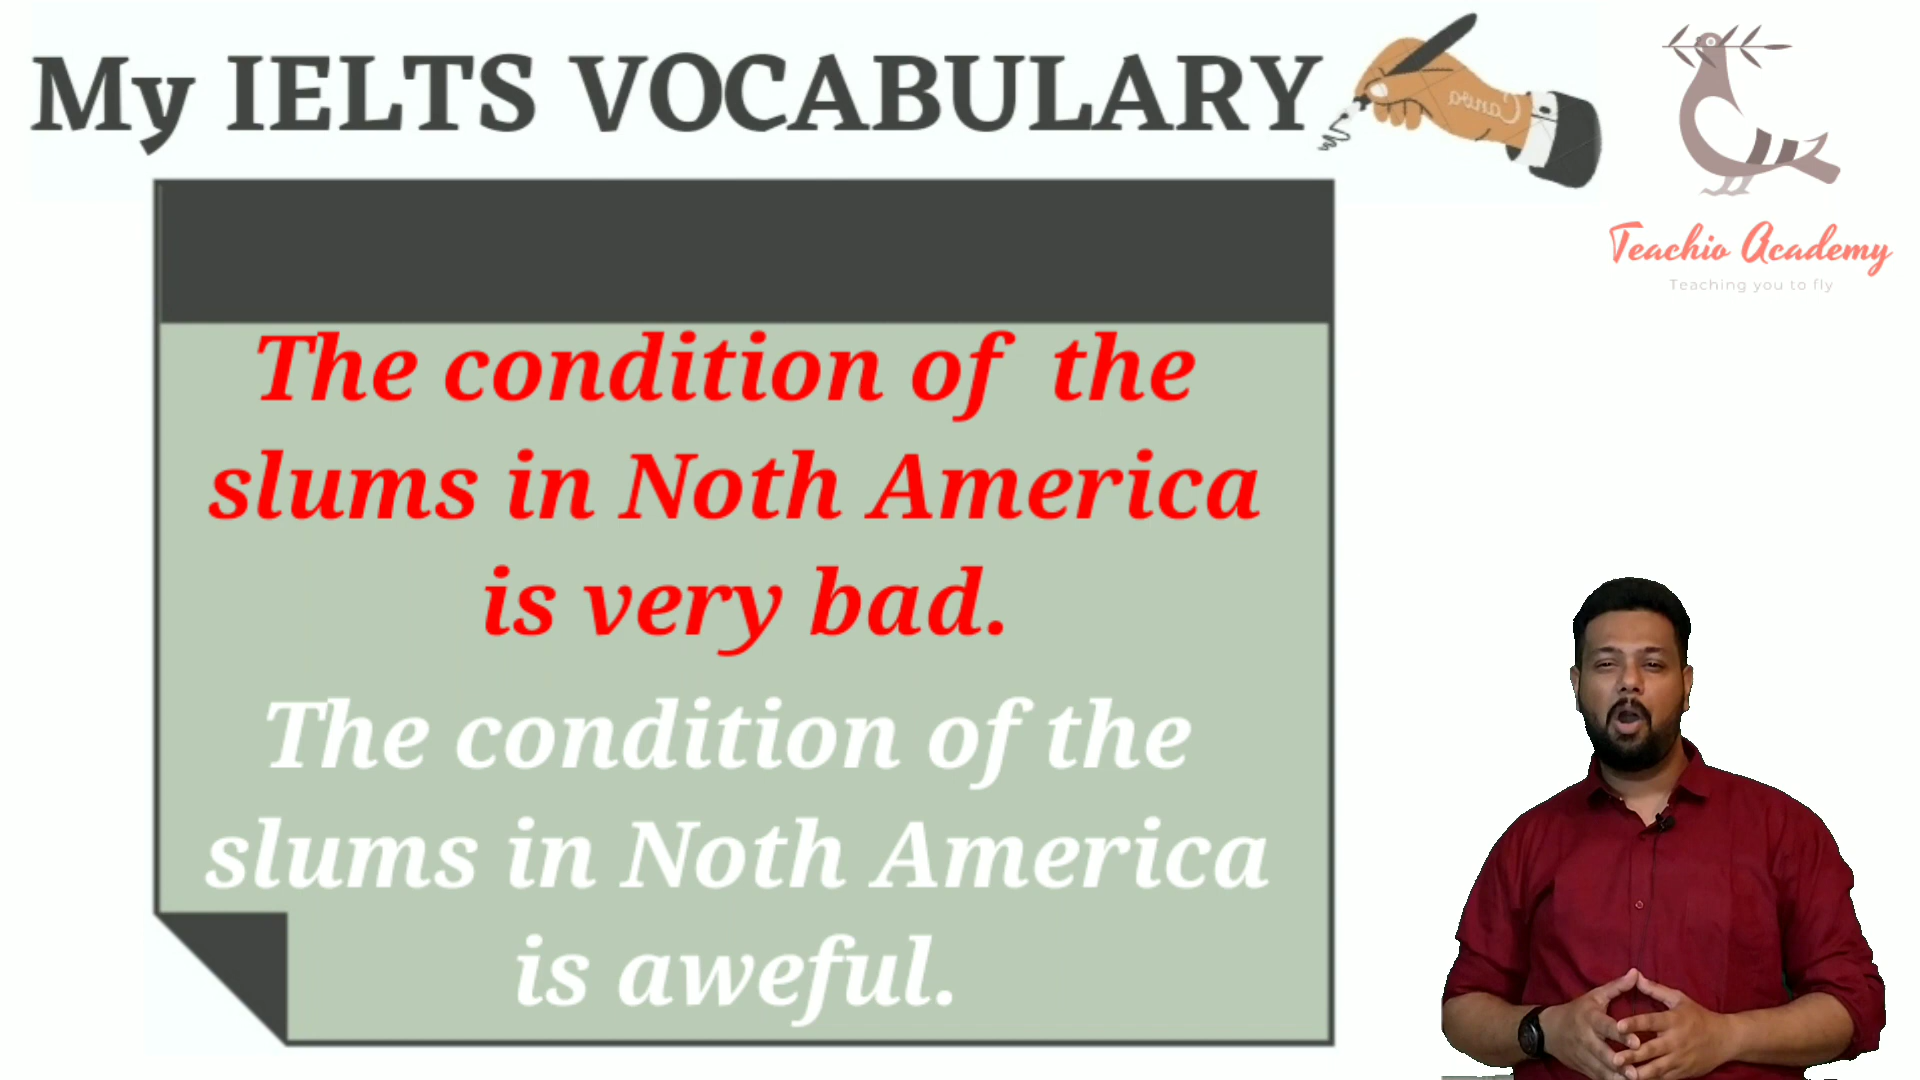 My IELTS VOCABULARY
Canva
Teachio Academy
Teaching you to fly
The condition of the
slums in Noth America
is very bad.
The condition of the
slums in Noth America
is aweful.